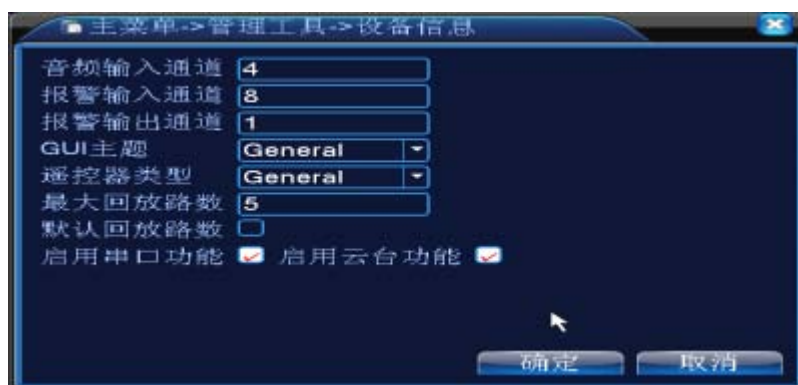 主菜单->管理工具->设备信息
音频输入通道 4
报警输入通道 8
报警输出通道 1
GUI主题 General
遥控器类型 General
最大回放路数 5
默认回放路数
启用串口功能 启用云台功能
确定 取消